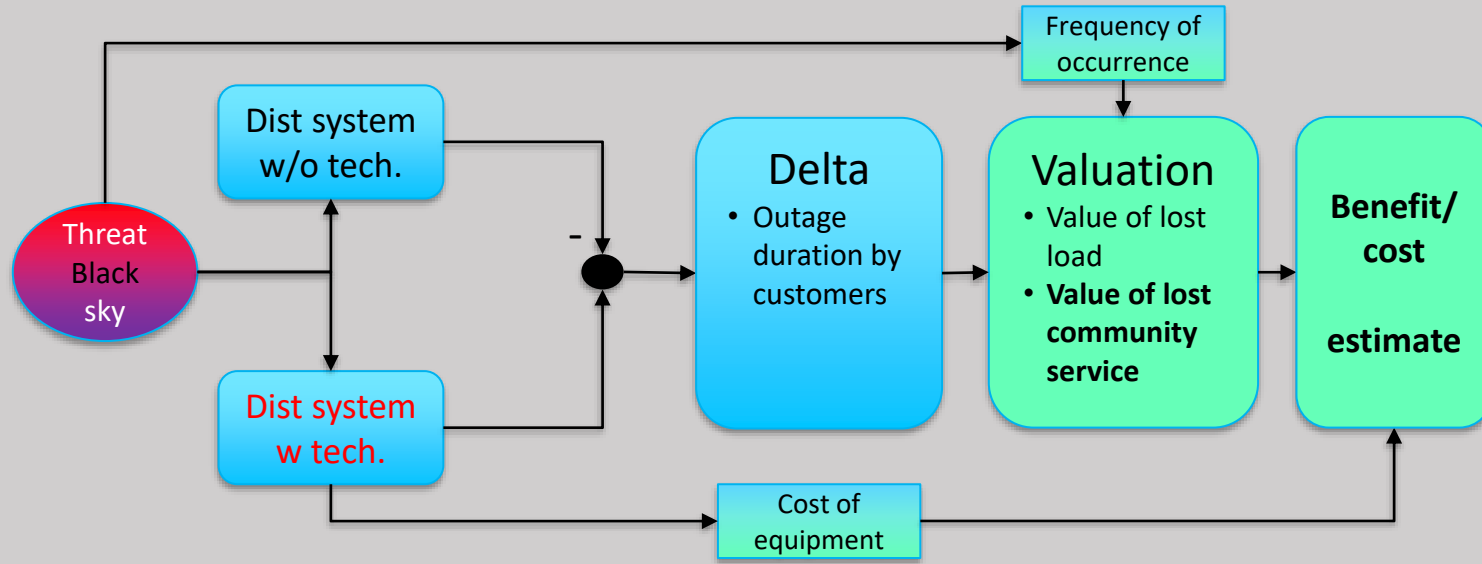 Frequency of
occurrence
Dist system
w/o tech.
Threat
Black
sky
-
Delta
• Outage
duration by
customers
Valuation
• Value of lost
load
• Value of lost
community
service
Benefit/
cost
estimate
Dist system
w tech.
Cost of
equipment